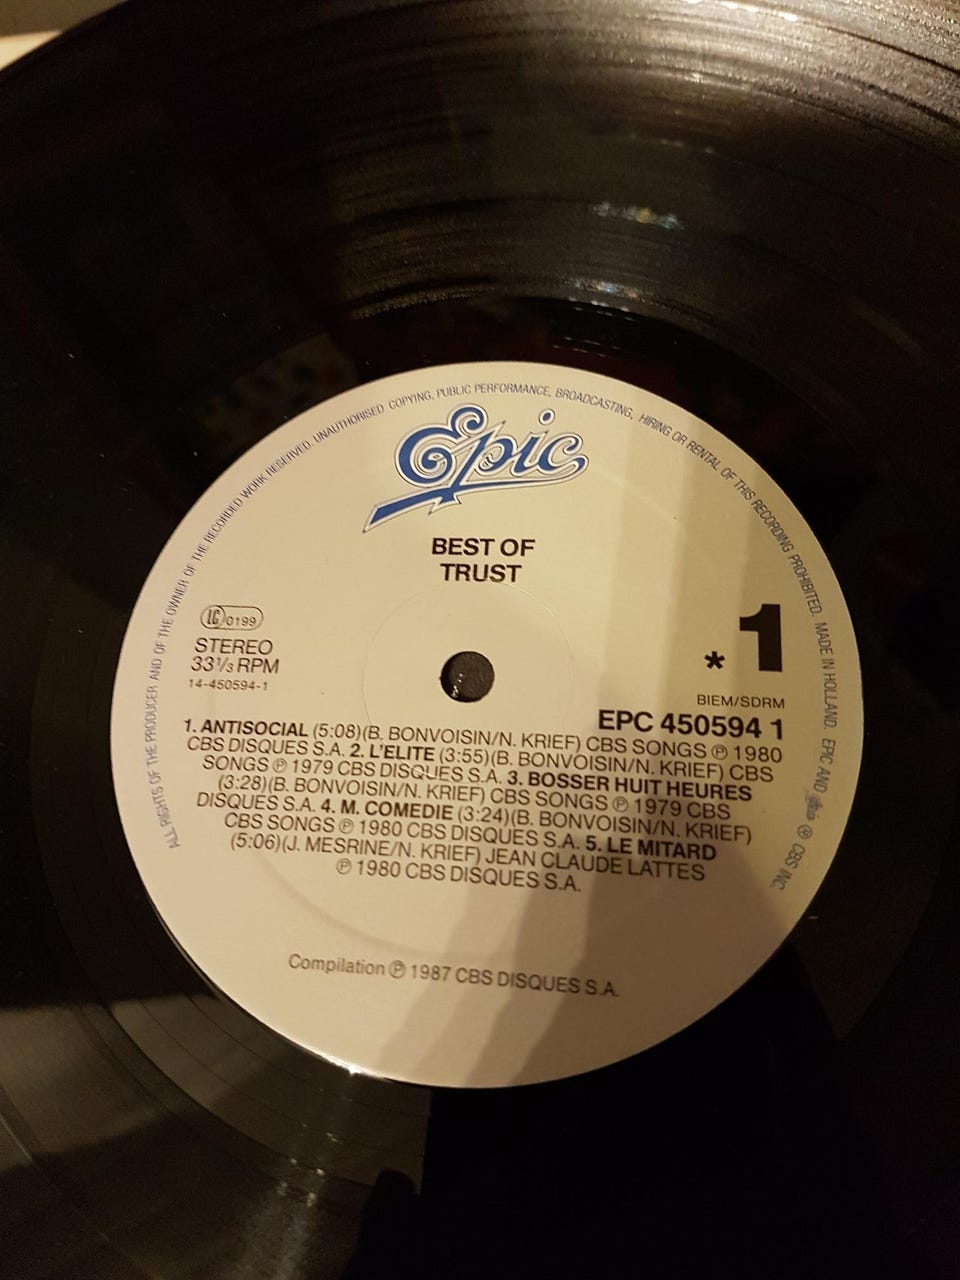 ALL RIGHTS OF THE PRODUCER AND OF THE OWNER OF THE RECORDED WORK RESERVED. UNAUTHORISED COPYING, PUBLIC PERFORMANCE, BROADCASTING, HIRING OR RENTAL OF THIS RECORDING PROHIBITED. MADE IN HOLLAND. EPIC AND Epic ® CBS INC.
Epic
BEST OF
TRUST
LC 0199
STEREO
33⅓ RPM
14-450594-1
* 1
BIEM/SDRM
EPC 450594 1
1. ANTISOCIAL (5:08)(B. BONVOISIN/N. KRIEF) CBS SONGS ℗ 1980
CBS DISQUES S.A. 2. L'ELITE (3:55)(B. BONVOISIN/N. KRIEF) CBS
SONGS ℗ 1979 CBS DISQUES S.A. 3. BOSSER HUIT HEURES
(3:28)(B. BONVOISIN/N. KRIEF) CBS SONGS ℗ 1979 CBS
DISQUES S.A. 4. M. COMEDIE (3:24)(B. BONVOISIN/N. KRIEF)
CBS SONGS ℗ 1980 CBS DISQUES S.A. 5. LE MITARD
(5:06)(J. MESRINE/N. KRIEF) JEAN CLAUDE LATTES
℗ 1980 CBS DISQUES S.A.
Compilation ℗ 1987 CBS DISQUES S.A.